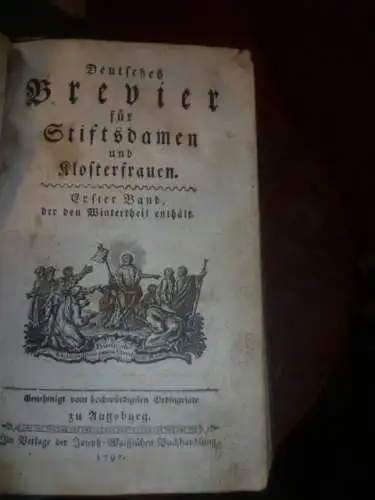 Deutsches
Brevier
für
Stiftsdamen
und
Klosterfrauen.
Erster Band,
der den Wintertheil enthält.
Genehmigt vom hochwürdigsten Ordinariate
zu Augsburg.
Im Verlage der Joseph-Wolffischen Buchhandlung